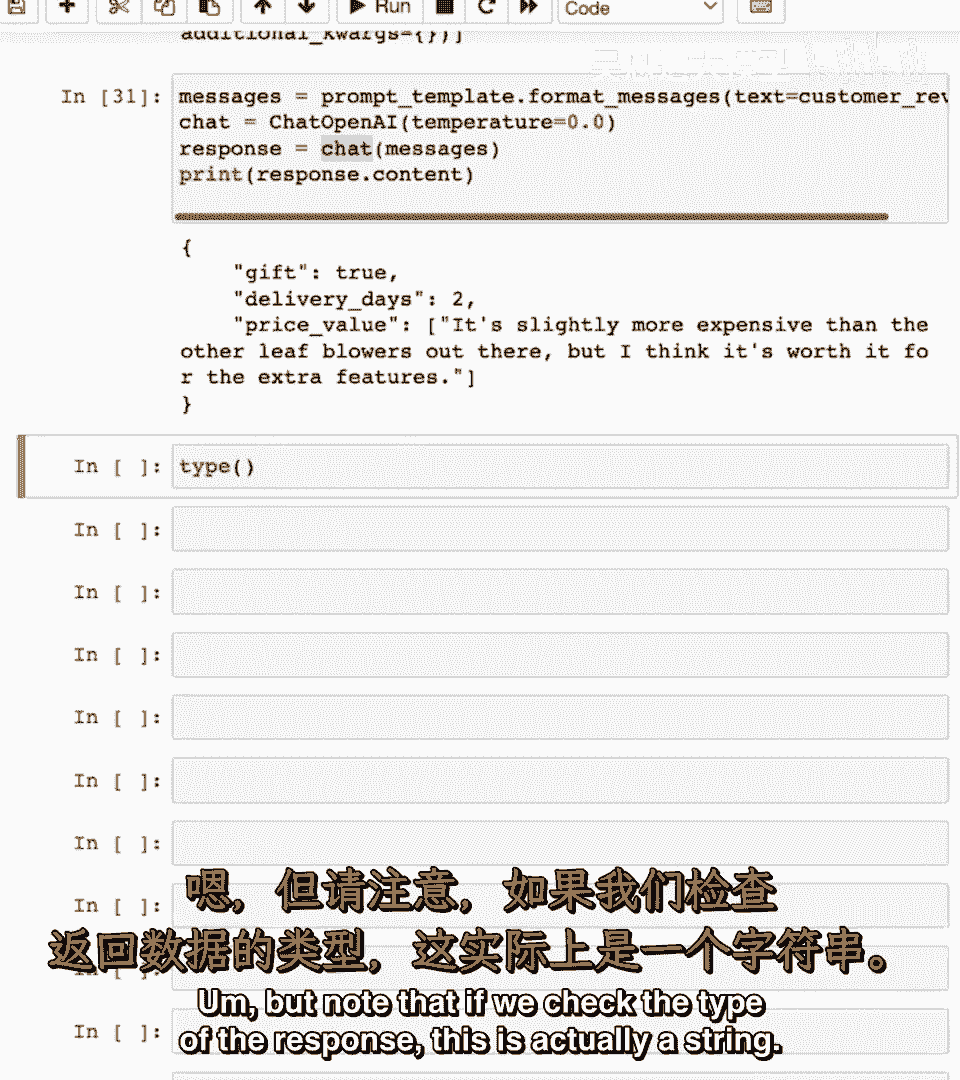 Run
Code
additional_kwargs={})]
In [31]: messages = prompt_template.format_messages(text=customer_rev
chat = ChatOpenAI(temperature=0.0)
response = chat(messages)
print(response.content)
{
    "gift": true,
    "delivery_days": 2,
    "price_value": ["It's slightly more expensive than the
other leaf blowers out there, but I think it's worth it fo
r the extra features."]
}
In [ ]: type()
In [ ]:
In [ ]:
In [ ]:
In [ ]:
In [ ]:
In [ ]:
In [ ]:
In [ ]:
In [ ]:
嗯，但请注意，如果我们检查
返回数据的类型，这实际上是一个字符串。
Um, but note that if we check the type
of the response, this is actually a string.